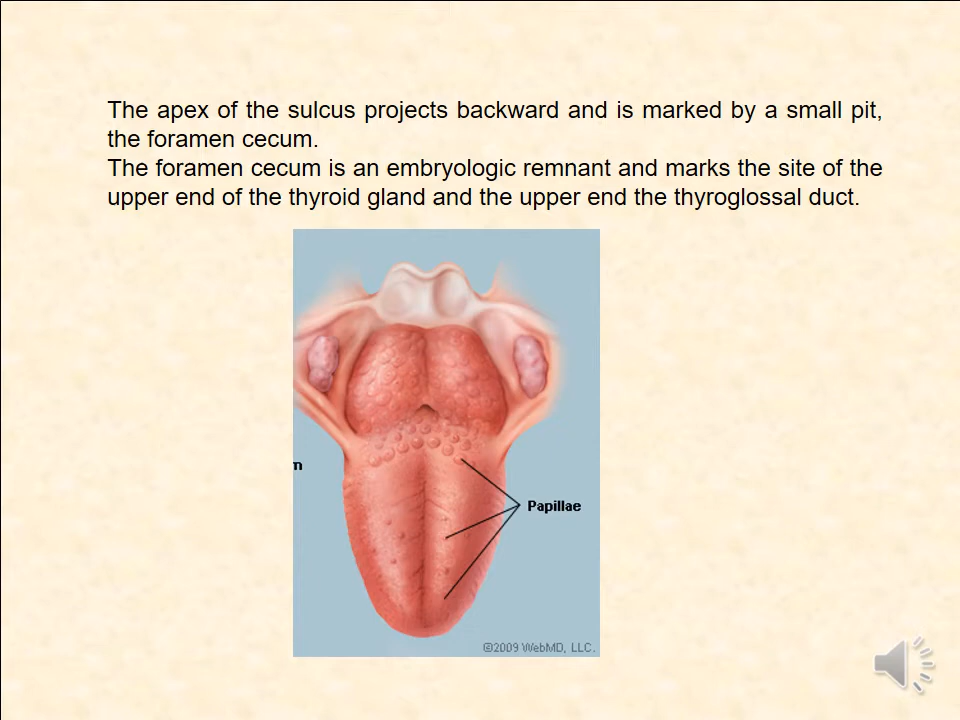 The apex of the sulcus projects backward and is marked by a small pit,
the foramen cecum.
The foramen cecum is an embryologic remnant and marks the site of the
upper end of the thyroid gland and the upper end the thyroglossal duct.
m
Papillae
©2009 WebMD, LLC.